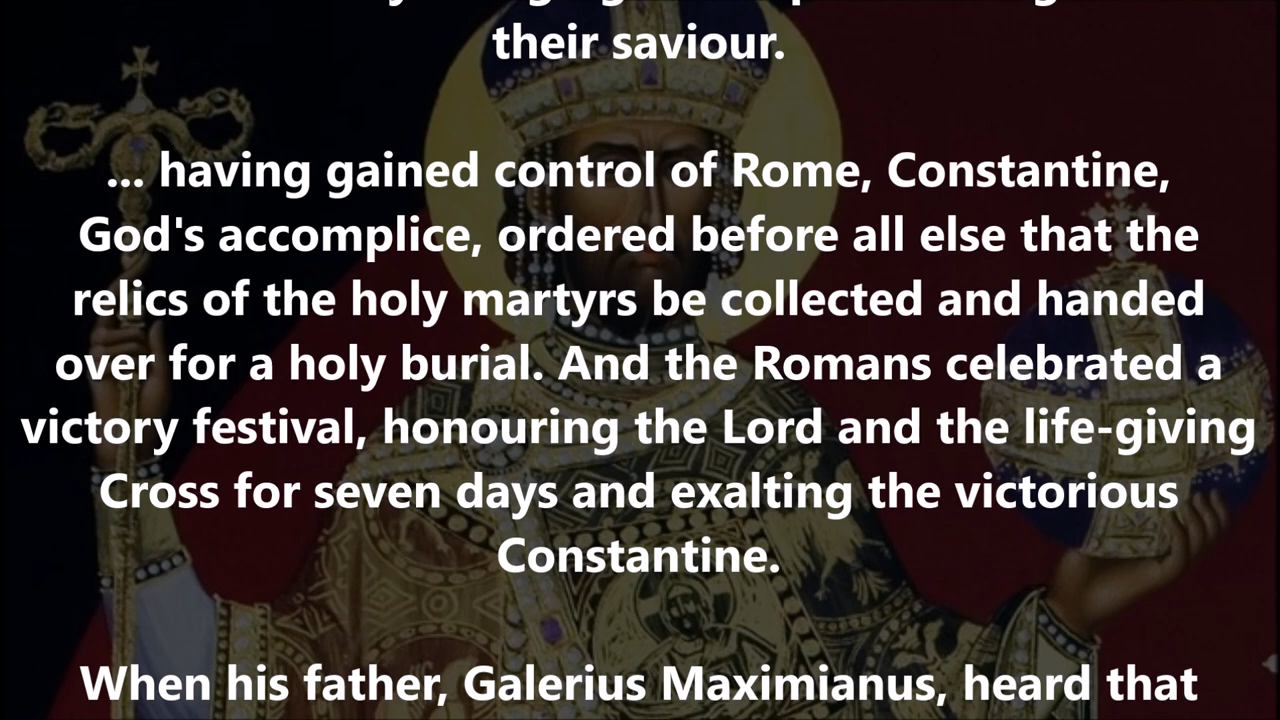 their saviour.
... having gained control of Rome, Constantine,
God's accomplice, ordered before all else that the
relics of the holy martyrs be collected and handed
over for a holy burial. And the Romans celebrated a
victory festival, honouring the Lord and the life-giving
Cross for seven days and exalting the victorious
Constantine.
When his father, Galerius Maximianus, heard that